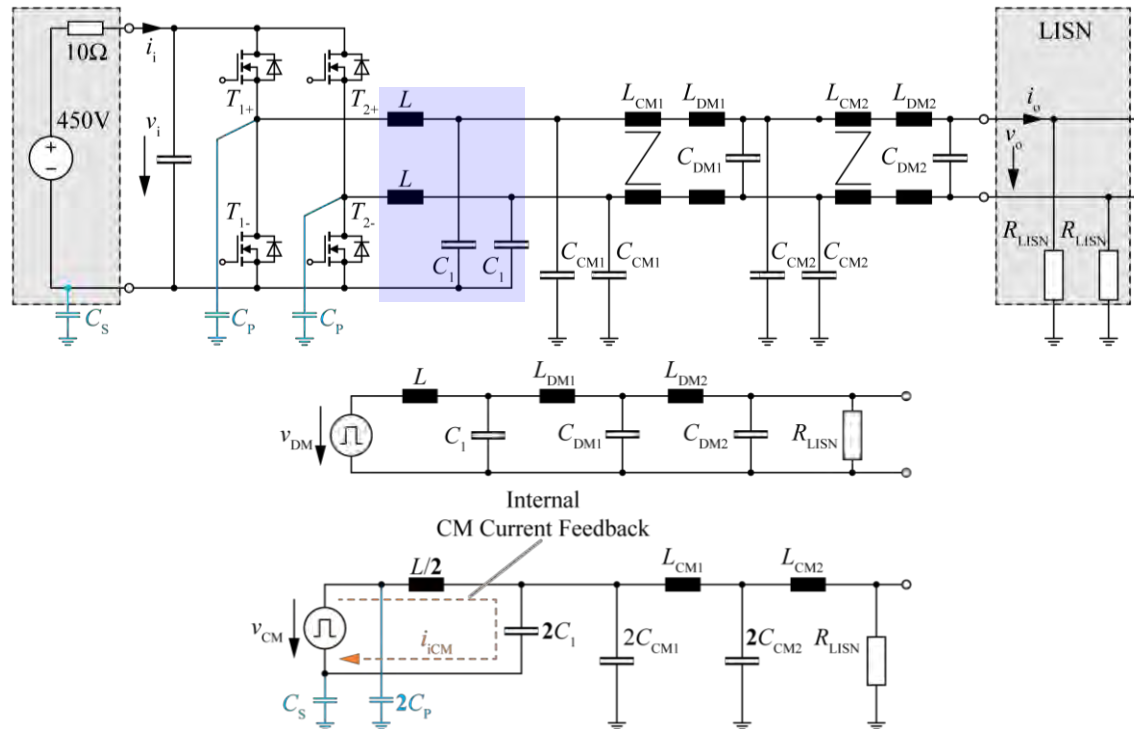 LISN
10Ω
i_i
T_1+
T_2+
L
L_CM1
L_DM1
L_CM2
L_DM2
i_o
450V
v_i
v_o
C_DM1
C_DM2
L
T_1-
T_2-
R_LISN
R_LISN
C_1
C_1
C_CM1
C_CM1
C_CM2
C_CM2
C_S
C_P
C_P
L
L_DM1
L_DM2
v_DM
C_1
C_DM1
C_DM2
R_LISN
Internal
CM Current Feedback
L/2
L_CM1
L_CM2
v_CM
i_iCM
2C_1
2C_CM1
2C_CM2
R_LISN
C_S
2C_P